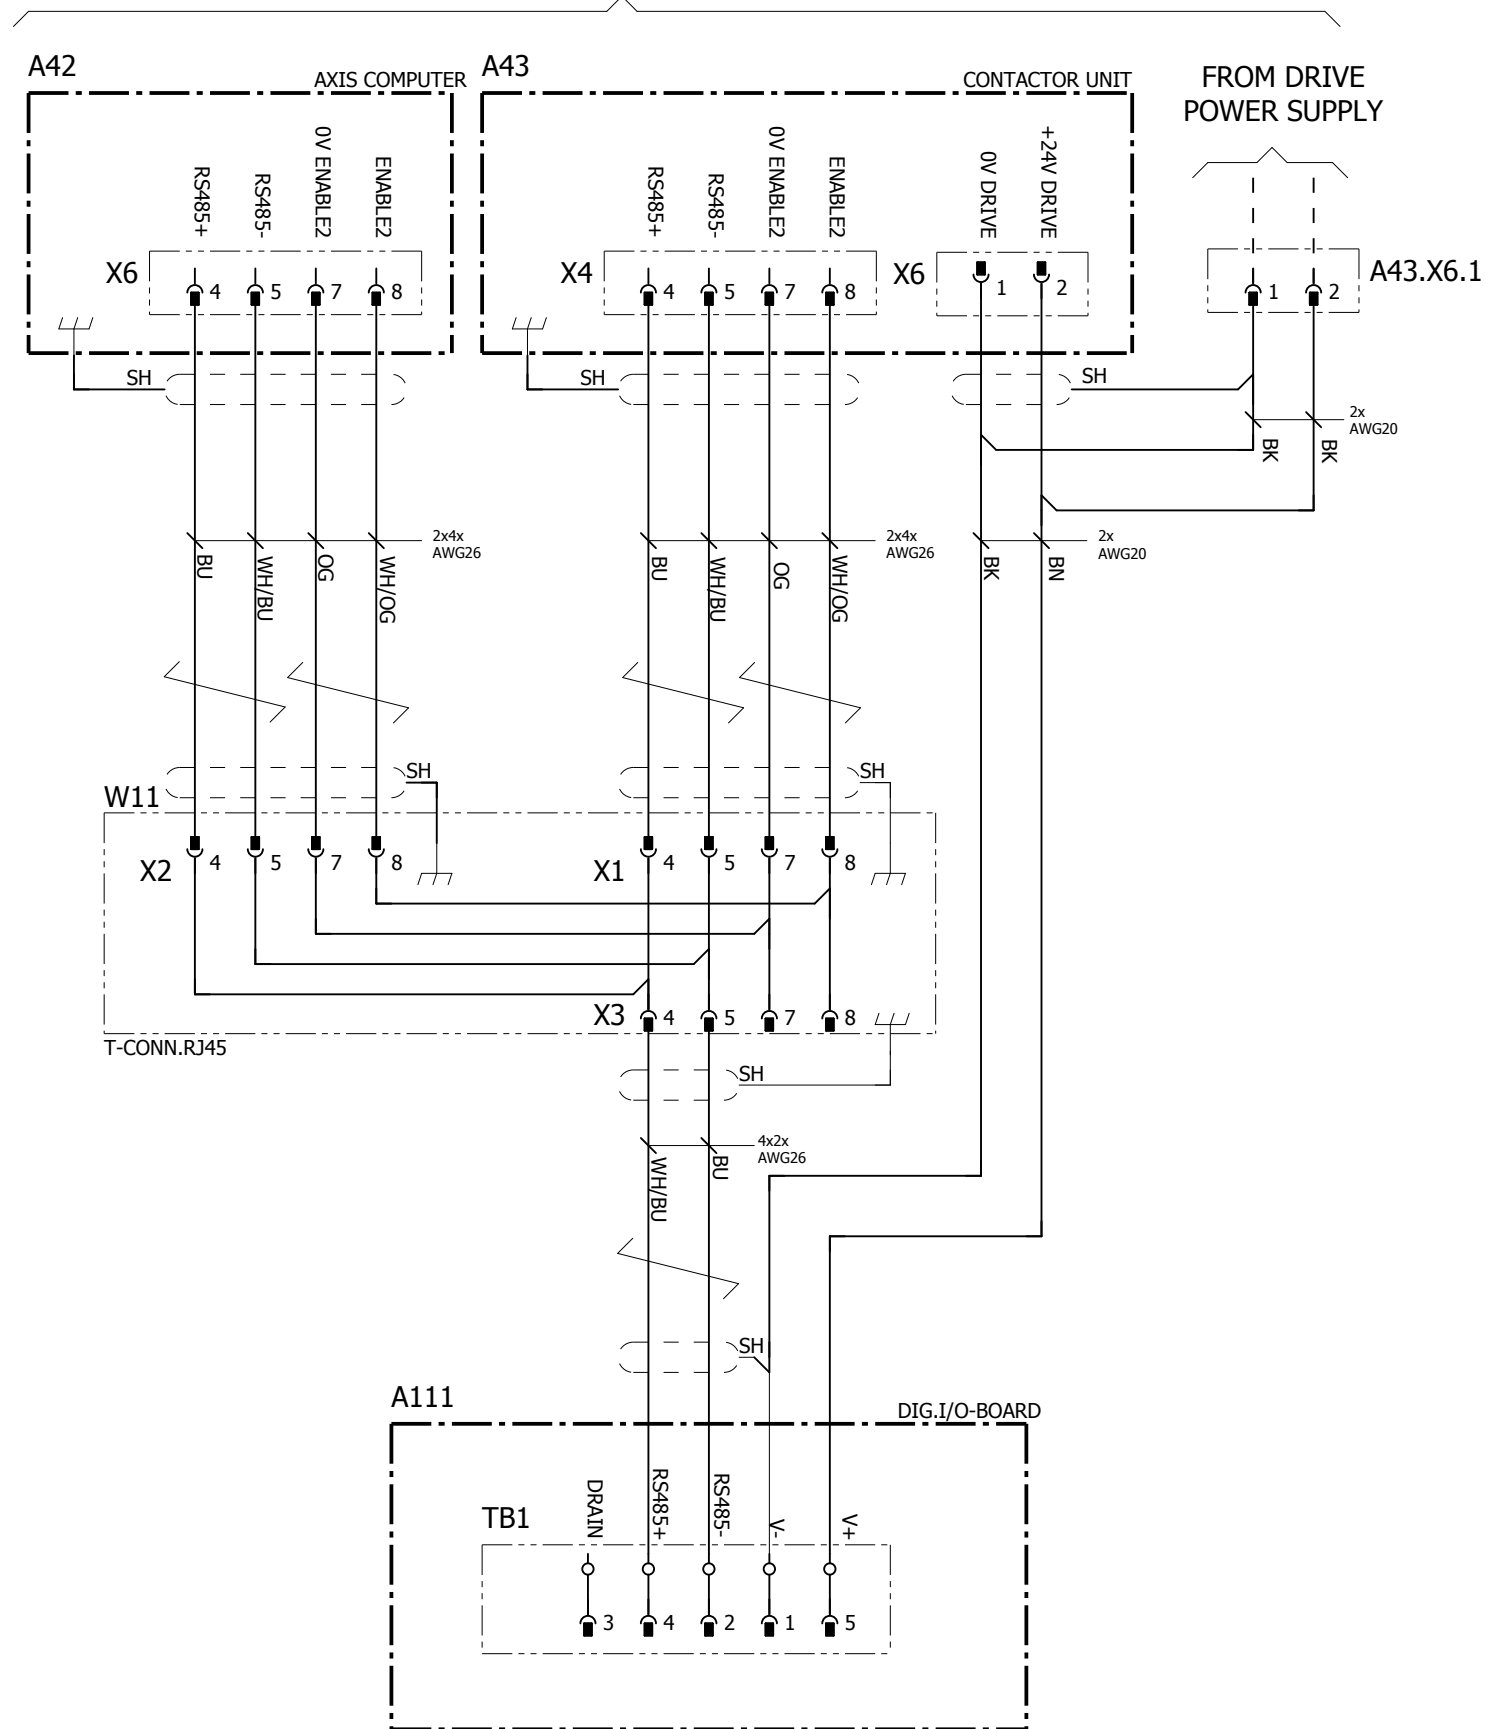 A42
AXIS COMPUTER
A43
CONTACTOR UNIT
FROM DRIVE
POWER SUPPLY
RS485+
RS485-
0V ENABLE2
ENABLE2
RS485+
RS485-
0V ENABLE2
ENABLE2
0V DRIVE
+24V DRIVE
X6
4
5
7
8
X4
4
5
7
8
X6
1
2
1
2
A43.X6.1
SH
SH
SH
2x
AWG20
BK
BK
2x4x
AWG26
2x4x
AWG26
2x
AWG20
BU
WH/BU
OG
WH/OG
BU
WH/BU
OG
WH/OG
BK
BN
SH
SH
W11
X2
4
5
7
8
X1
4
5
7
8
X3
4
5
7
8
T-CONN.RJ45
SH
4x2x
AWG26
WH/BU
BU
SH
A111
DIG.I/O-BOARD
TB1
DRAIN
RS485+
RS485-
V-
V+
3
4
2
1
5